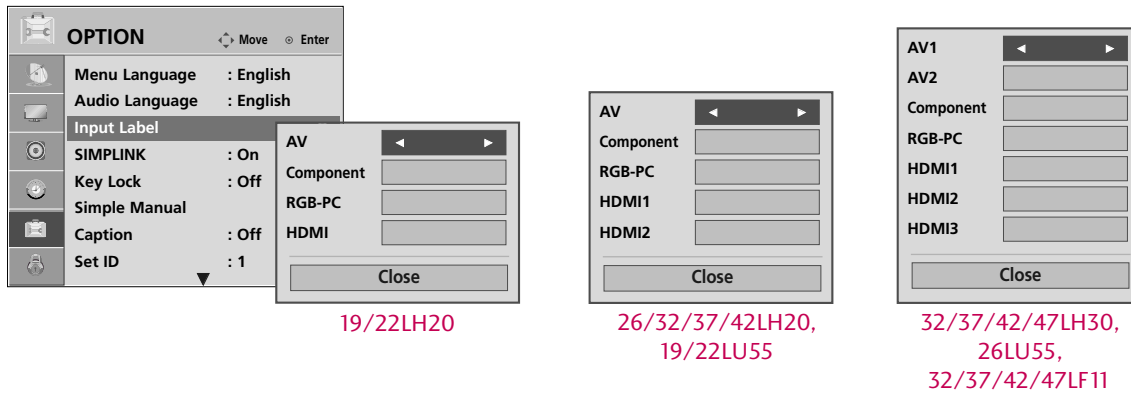 OPTION
Move Enter
Menu Language : English
Audio Language : English
Input Label
SIMPLINK : On
Key Lock : Off
Simple Manual
Caption : Off
Set ID : 1
AV
Component
RGB-PC
HDMI
Close
19/22LH20
AV
Component
RGB-PC
HDMI1
HDMI2
Close
26/32/37/42LH20,
19/22LU55
AV1
AV2
Component
RGB-PC
HDMI1
HDMI2
HDMI3
Close
32/37/42/47LH30,
26LU55,
32/37/42/47LF11